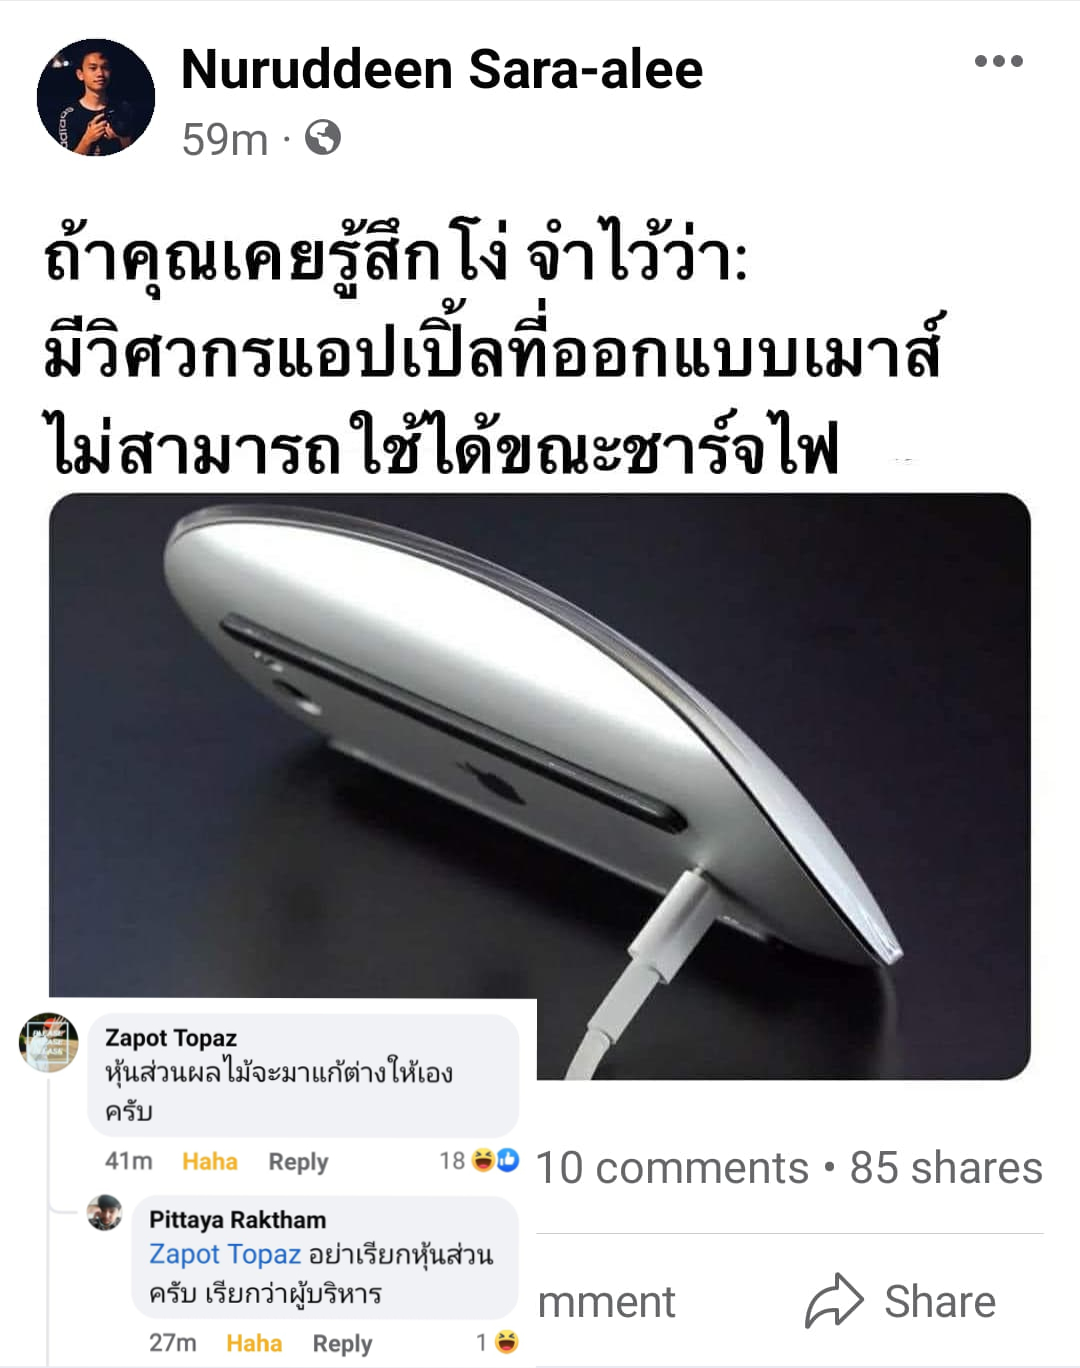 Nuruddeen Sara-alee
59m ·
ถ้าคุณเคยรู้สึกโง่ จำไว้ว่า:
มีวิศวกรแอปเปิ้ลที่ออกแบบเมาส์
ไม่สามารถใช้ได้ขณะชาร์จไฟ
Zapot Topaz
หุ้นส่วนผลไม้จะมาแก้ต่างให้เอง
ครับ
41m Haha Reply 18
10 comments • 85 shares
Pittaya Raktham
Zapot Topaz อย่าเรียกหุ้นส่วน
ครับ เรียกว่าผู้บริหาร
mment Share
27m Haha Reply 1